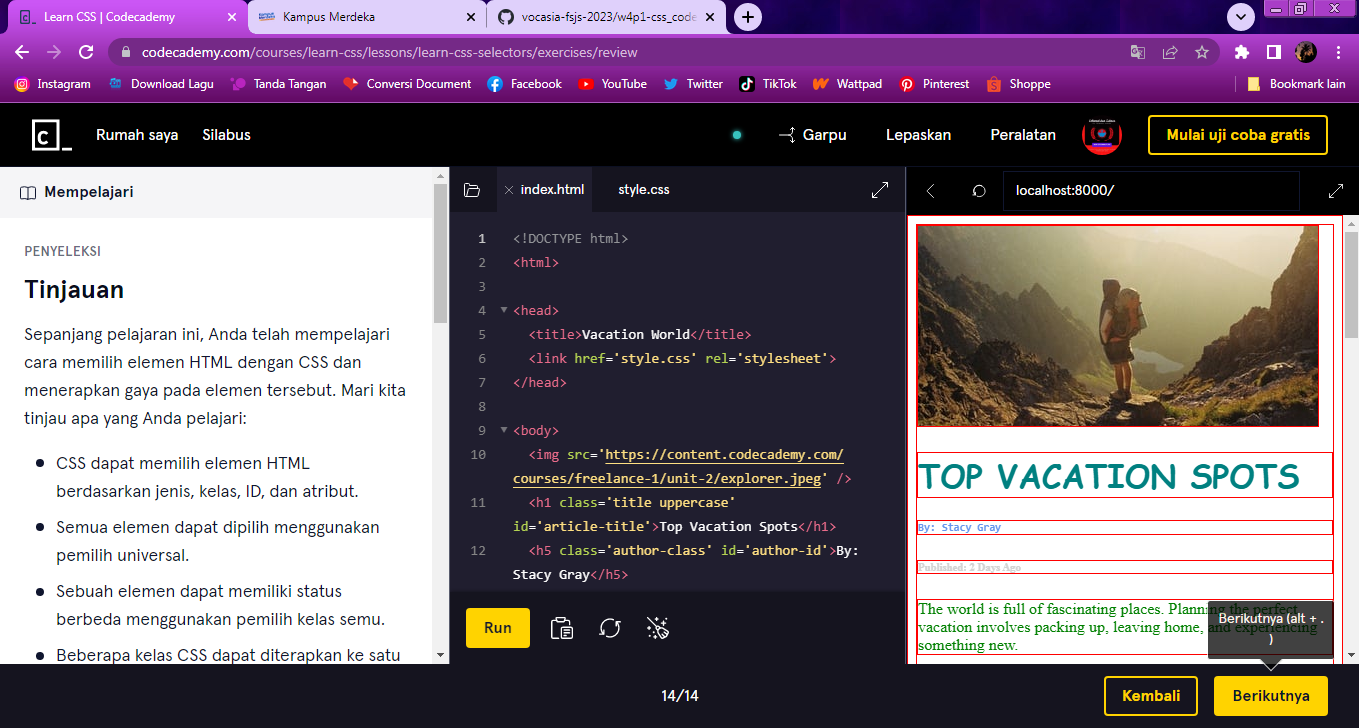 Learn CSS | Codecademy
Kampus Merdeka
vocasia-fsjs-2023/w4p1-css_code
codecademy.com/courses/learn-css/lessons/learn-css-selectors/exercises/review
Instagram
Download Lagu
Tanda Tangan
Conversi Document
Facebook
YouTube
Twitter
TikTok
Wattpad
Pinterest
Shoppe
Bookmark lain
c_
Rumah saya
Silabus
Garpu
Lepaskan
Peralatan
Mulai uji coba gratis
Mempelajari
PENYELEKSI
Tinjauan
Sepanjang pelajaran ini, Anda telah mempelajari
cara memilih elemen HTML dengan CSS dan
menerapkan gaya pada elemen tersebut. Mari kita
tinjau apa yang Anda pelajari:
CSS dapat memilih elemen HTML
berdasarkan jenis, kelas, ID, dan atribut.
Semua elemen dapat dipilih menggunakan
pemilih universal.
Sebuah elemen dapat memiliki status
berbeda menggunakan pemilih kelas semu.
Beberapa kelas CSS dapat diterapkan ke satu
index.html
style.css
1 <!DOCTYPE html>
2 <html>
3
4 <head>
5 <title>Vacation World</title>
6 <link href='style.css' rel='stylesheet'>
7 </head>
8
9 <body>
10 <img src='https://content.codecademy.com/
courses/freelance-1/unit-2/explorer.jpeg' />
11 <h1 class='title uppercase'
id='article-title'>Top Vacation Spots</h1>
12 <h5 class='author-class' id='author-id'>By:
Stacy Gray</h5>
Run
localhost:8000/
TOP VACATION SPOTS
By: Stacy Gray
Published: 2 Days Ago
The world is full of fascinating places. Planning the perfect
vacation involves packing up, leaving home, and experiencing
something new.
Berikutnya (alt + .
)
14/14
Kembali
Berikutnya